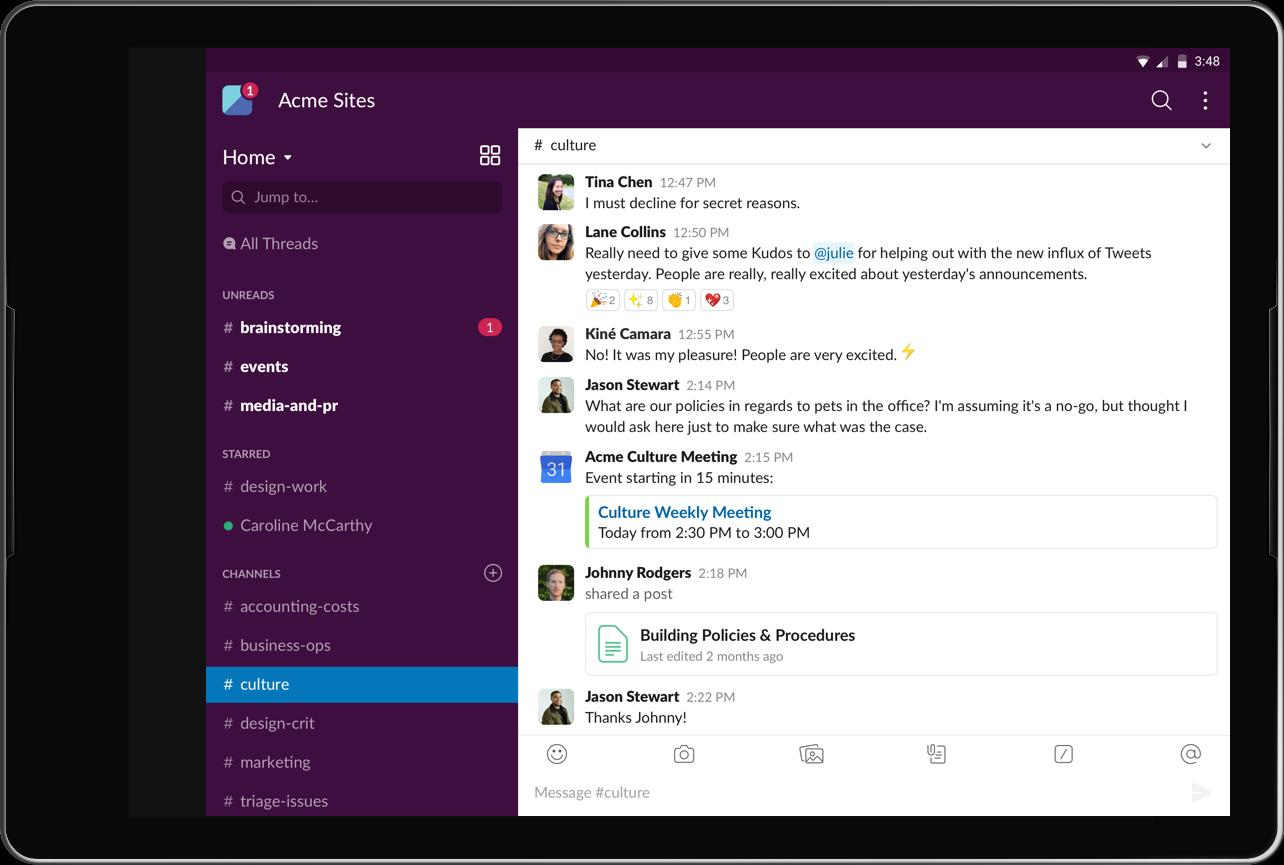 3:48
1
Acme Sites
Home
Jump to...
All Threads
UNREADS
# brainstorming 1
# events
# media-and-pr
STARRED
# design-work
Caroline McCarthy
CHANNELS
# accounting-costs
# business-ops
# culture
# design-crit
# marketing
# triage-issues
# culture
Tina Chen 12:47 PM
I must decline for secret reasons.
Lane Collins 12:50 PM
Really need to give some Kudos to @julie for helping out with the new influx of Tweets
yesterday. People are really, really excited about yesterday's announcements.
🎉 2 ✨ 8 👏 1 💖 3
Kiné Camara 12:55 PM
No! It was my pleasure! People are very excited. ⚡
Jason Stewart 2:14 PM
What are our policies in regards to pets in the office? I'm assuming it's a no-go, but thought I
would ask here just to make sure what was the case.
31
Acme Culture Meeting 2:15 PM
Event starting in 15 minutes:
Culture Weekly Meeting
Today from 2:30 PM to 3:00 PM
Johnny Rodgers 2:18 PM
shared a post
Building Policies & Procedures
Last edited 2 months ago
Jason Stewart 2:22 PM
Thanks Johnny!
Message #culture